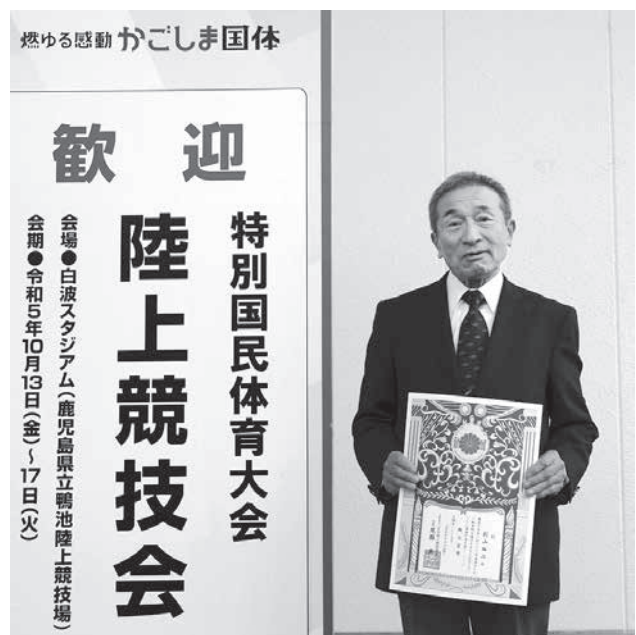 燃ゆる感動かごしま国体
歓迎
特別国民体育大会
陸上競技会
会場●白波スタジアム(鹿児島県立鴨池陸上競技場)
会期●令和5年10月13日(金)~17日(火)